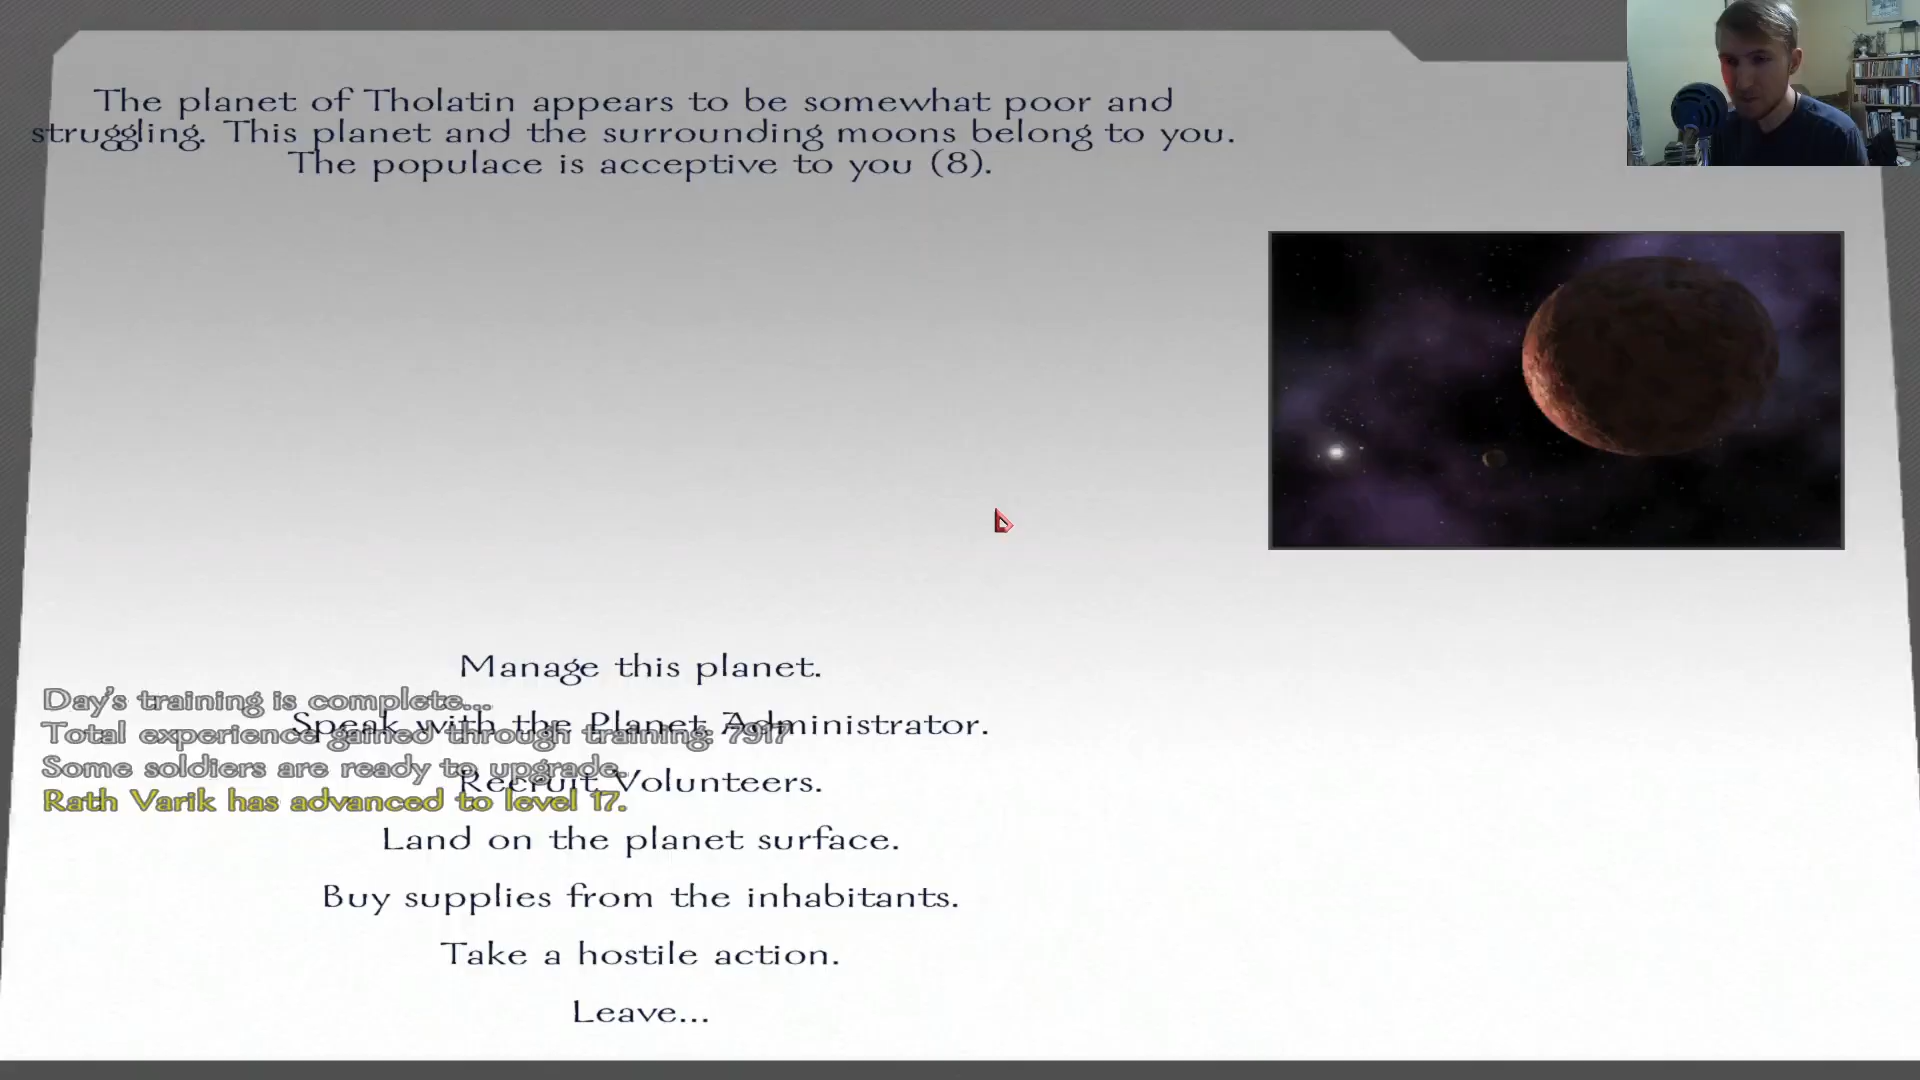 The planet of Tholatin appears to be somewhat poor and
struggling. This planet and the surrounding moons belong to you.
The populace is acceptive to you (8).
Manage this planet.
Day's training is complete...
Speak with the Planet Administrator.
Total experience gained through training: 7917
Some soldiers are ready to upgrade.
Recruit Volunteers.
Rath Varik has advanced to level 17.
Land on the planet surface.
Buy supplies from the inhabitants.
Take a hostile action.
Leave...